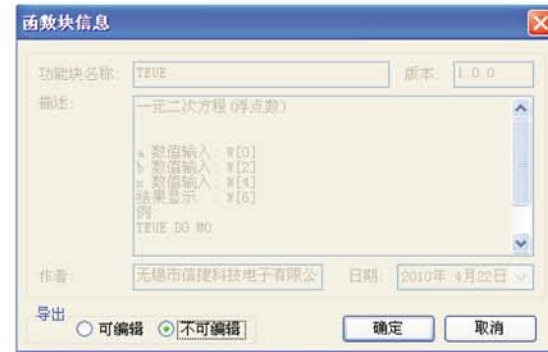 函数块信息
功能块名称: TEUE 版本: 1.0.0
描述: 一元二次方程(浮点数)
a 数值输入 : W[0]
b 数值输入 : W[2]
x 数值输入 : W[4]
结果显示 : W[6]
例
TEUE D0 M0
作者: 无锡市信捷科技电子有限公 日期: 2010年 4月22日
导出
可编辑 不可编辑 确定 取消